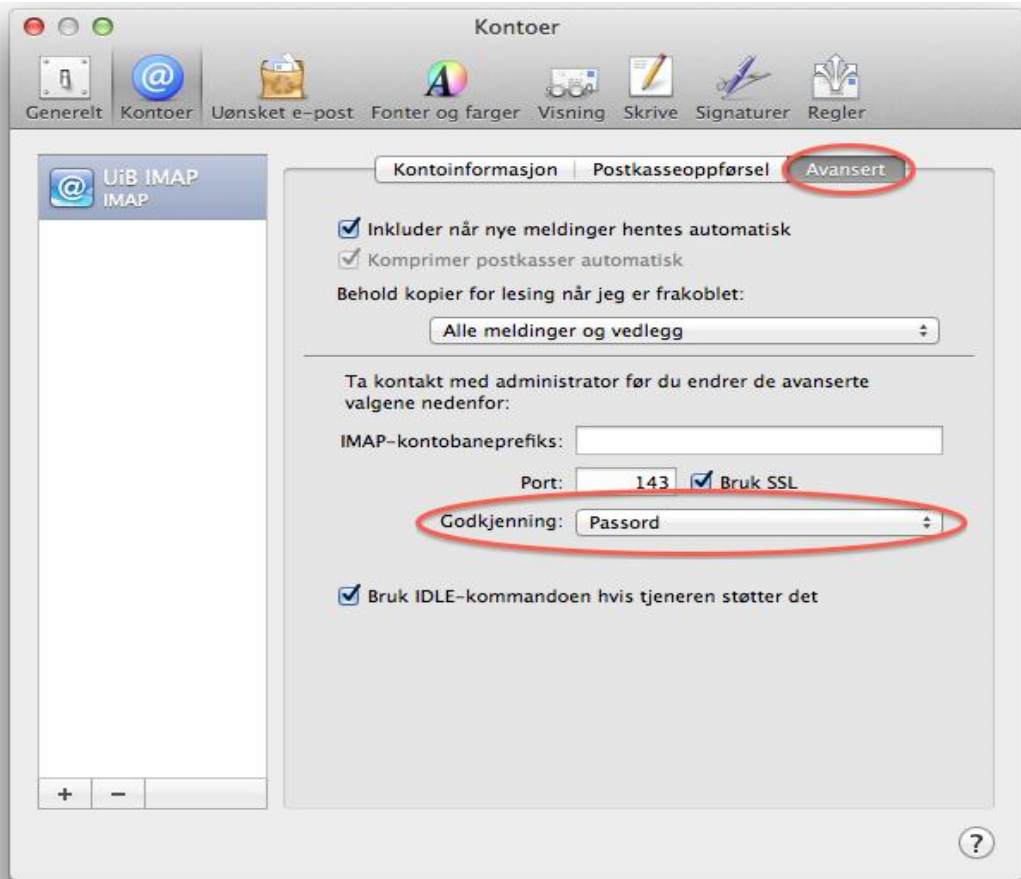 Kontoer
Generelt Kontoer Uønsket e-post Fonter og farger Visning Skrive Signaturer Regler
Kontoinformasjon Postkasseoppførsel Avansert
UiB IMAP
IMAP
Inkluder når nye meldinger hentes automatisk
Komprimer postkasser automatisk
Behold kopier for lesing når jeg er frakoblet:
Alle meldinger og vedlegg
Ta kontakt med administrator før du endrer de avanserte
valgene nedenfor:
IMAP-kontobaneprefiks:
Port: 143 Bruk SSL
Godkjenning: Passord
Bruk IDLE-kommandoen hvis tjeneren støtter det
+ −
?